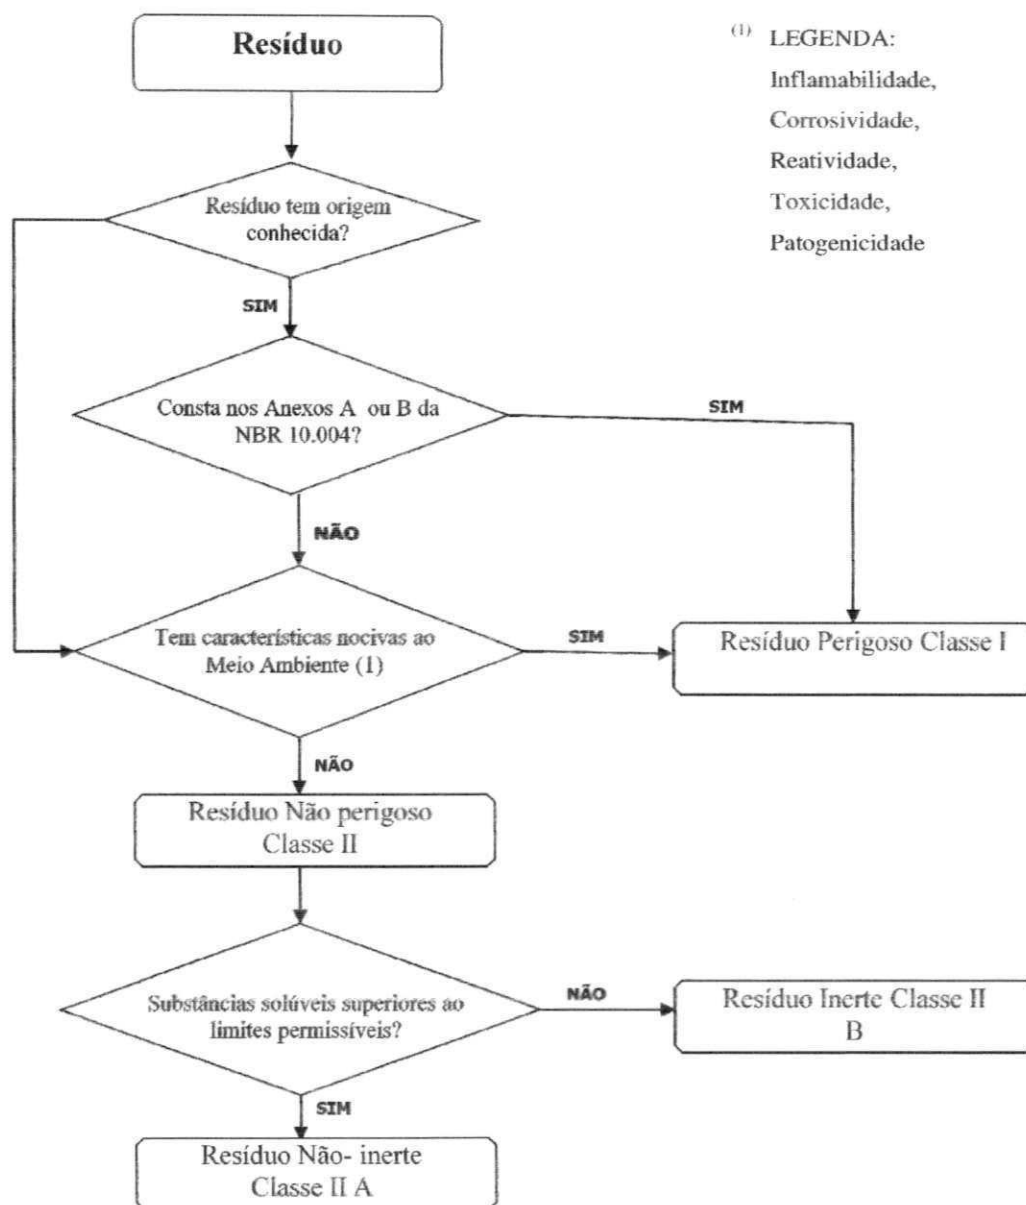 Resíduo
(1) LEGENDA:
Inflamabilidade,
Corrosividade,
Reatividade,
Toxicidade,
Patogenicidade
Resíduo tem origem
conhecida?
SIM
Consta nos Anexos A ou B da
NBR 10.004?
SIM
NÃO
Tem características nocivas ao
Meio Ambiente (1)
SIM
Resíduo Perigoso Classe I
NÃO
Resíduo Não perigoso
Classe II
Substâncias solúveis superiores ao
limites permissíveis?
NÃO
Resíduo Inerte Classe II
B
SIM
Resíduo Não- inerte
Classe II A